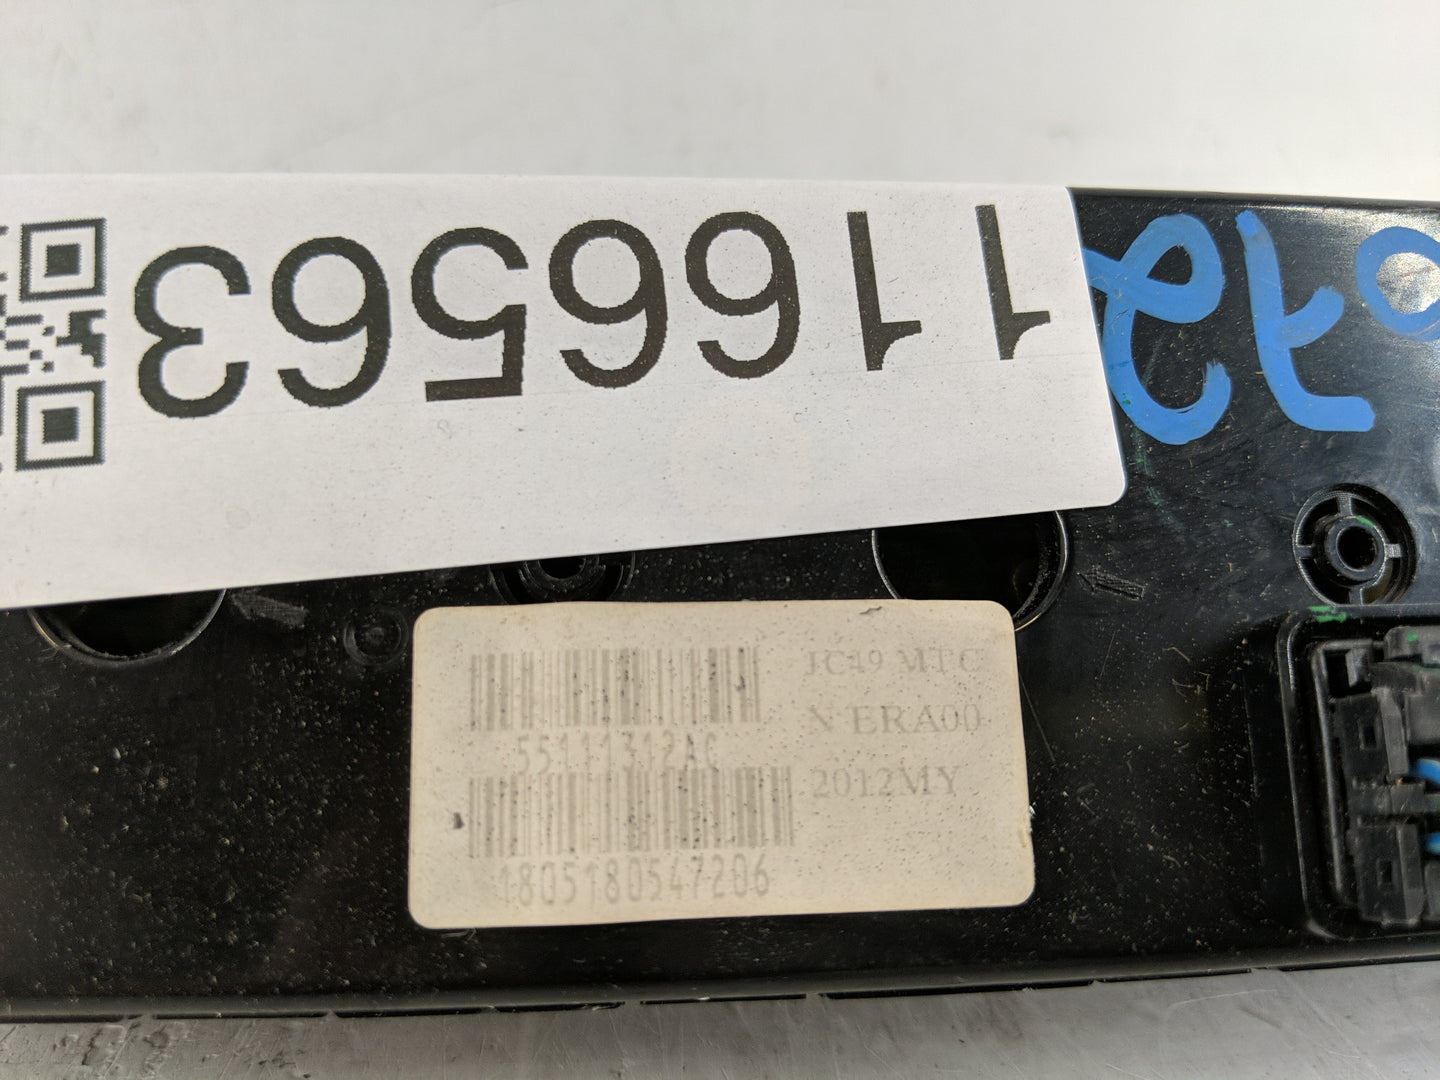 1166563
55111312AC
1805180547206
JC49 MTC
N ERA00
2012MY